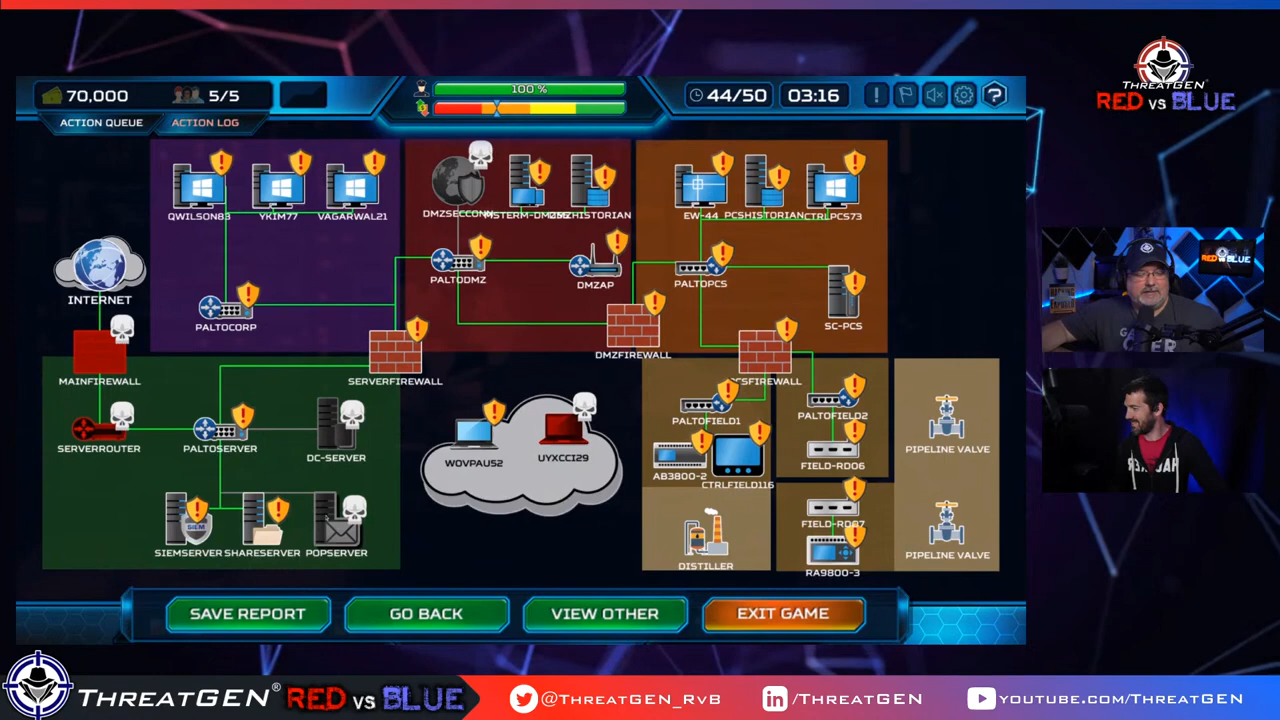 70,000
5/5
100 %
44/50
03:16
ACTION QUEUE
ACTION LOG
THREATGEN®
RED vs BLUE
QWILSON83
YKIM77
VAGARWAL21
DMZHISTORIAN
EW-44
PCSHISTORIAN
CTRLPCS73
INTERNET
PALTOCORP
PALTODMZ
DMZAP
PALTOPCS
SC-PCS
DMZFIREWALL
MAINFIREWALL
SERVERFIREWALL
SERVERROUTER
PALTOSERVER
DC-SERVER
WOVPAU52
UYXCCI29
PALTOFIELD1
PALTOFIELD2
PIPELINE VALVE
FIELD-RD06
AB3800-2
CTRLFIELD116
SIEM
SIEMSERVER
SHARESERVER
POPSERVER
DISTILLER
RA9800-3
PIPELINE VALVE
SAVE REPORT
GO BACK
VIEW OTHER
EXIT GAME
THREATGEN® RED vs BLUE
@THREATGEN_RvB
/THREATGEN
YOUTUBE.COM/THREATGEN